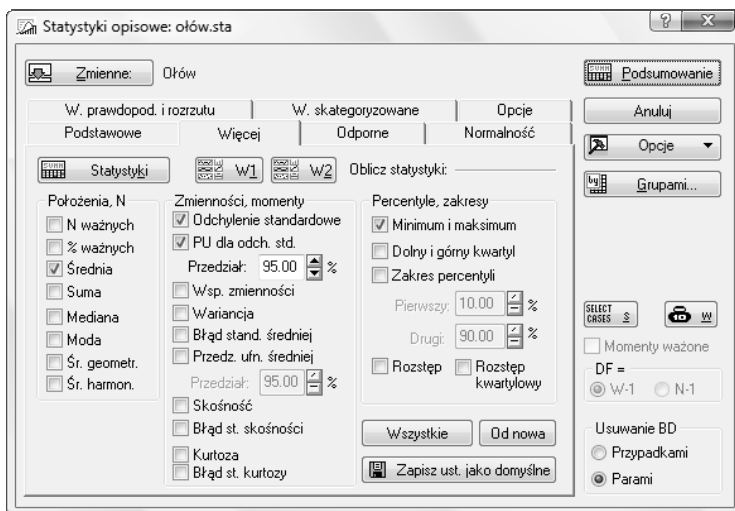 Statystyki opisowe: ołów.sta
Zmienne: Ołów
Podsumowanie
W. prawdopod. i rozrzutu W. skategoryzowane Opcje
Podstawowe Więcej Odporne Normalność
Anuluj
Opcje
Grupami...
Statystyki W1 W2 Oblicz statystyki:
Położenia, N
N ważnych
% ważnych
Średnia
Suma
Mediana
Moda
Śr. geometr.
Śr. harmon.
Zmienności, momenty
Odchylenie standardowe
PU dla odch. std.
Przedział: 95.00 %
Wsp. zmienności
Wariancja
Błąd stand. średniej
Przedz. ufn. średniej
Przedział: 95.00 %
Skośność
Błąd st. skośności
Kurtoza
Błąd st. kurtozy
Percentyle, zakresy
Minimum i maksimum
Dolny i górny kwartyl
Zakres percentyli
Pierwszy: 10.00 %
Drugi: 90.00 %
Rozstęp Rozstęp
kwartylowy
Wszystkie Od nowa
Zapisz ust. jako domyślne
SELECT
CASES S W
Momenty ważone
DF =
W-1 N-1
Usuwanie BD
Przypadkami
Parami